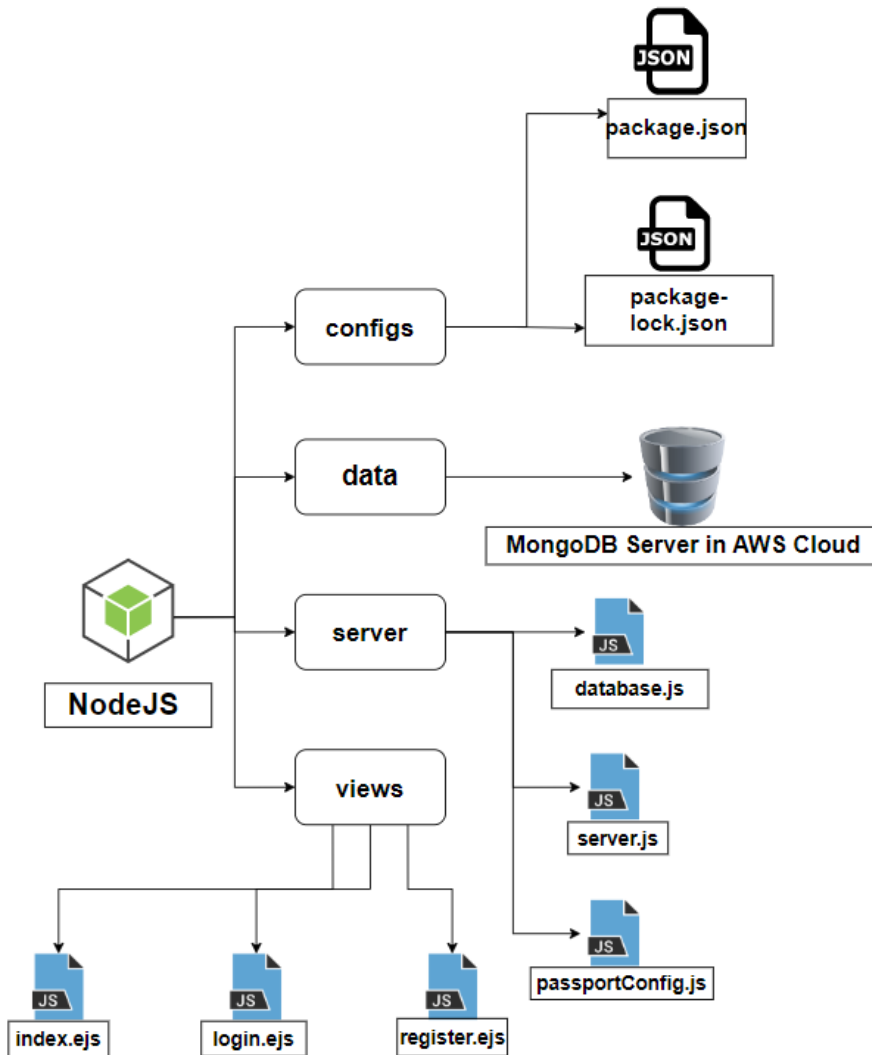 JSON
package.json
JSON
package-
lock.json
configs
data
MongoDB Server in AWS Cloud
NodeJS
server
JS
database.js
views
JS
server.js
JS
passportConfig.js
JS
index.ejs
JS
login.ejs
JS
register.ejs